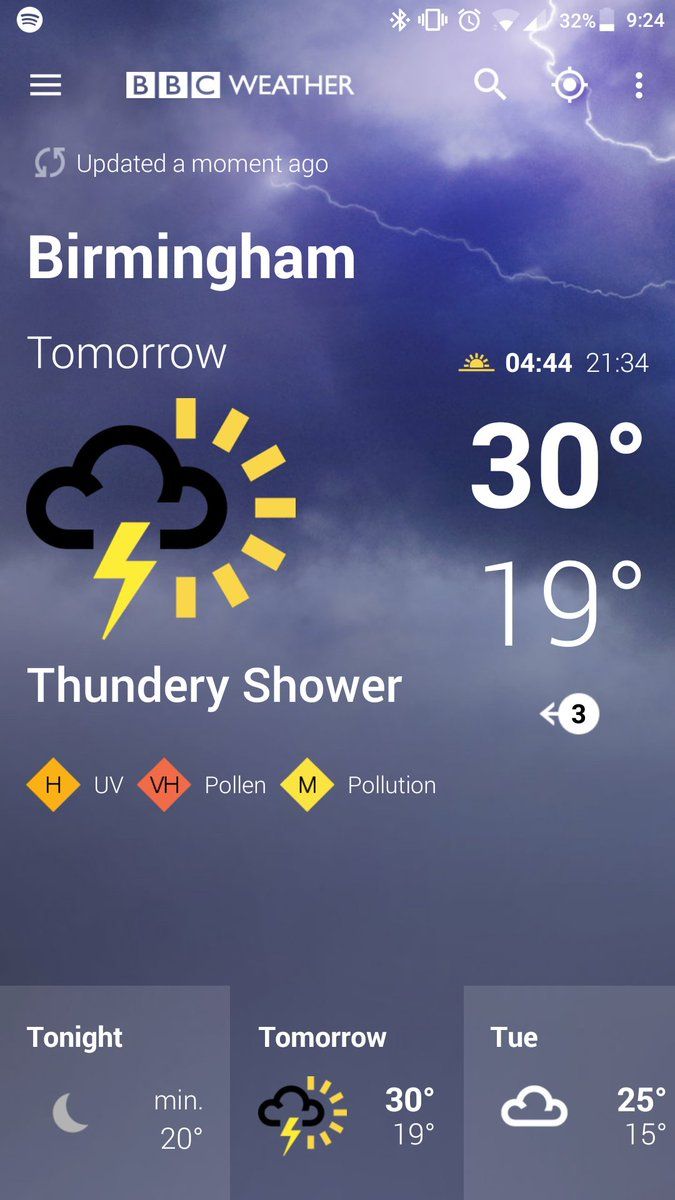 32% 9:24
BBC WEATHER
Updated a moment ago
Birmingham
Tomorrow
04:44 21:34
30°
19°
Thundery Shower
3
H UV VH Pollen M Pollution
Tonight Tomorrow Tue
min. 30° 25°
20° 19° 15°